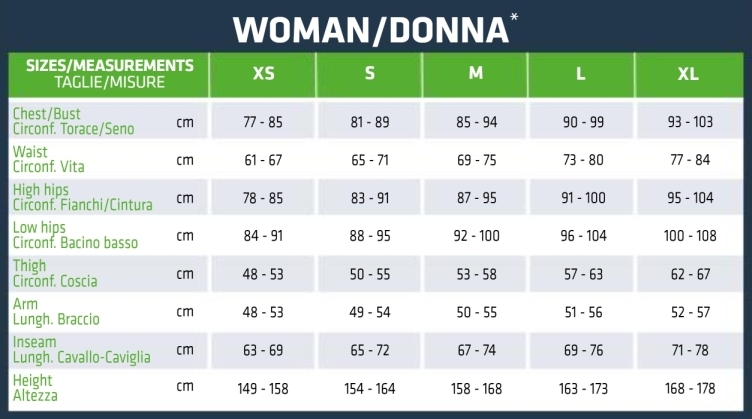 WOMAN/DONNA*
SIZES/MEASUREMENTS
TAGLIE/MISURE
XS S M L XL
Chest/Bust
Circonf. Torace/Seno cm 77 - 85 81 - 89 85 - 94 90 - 99 93 - 103
Waist
Circonf. Vita cm 61 - 67 65 - 71 69 - 75 73 - 80 77 - 84
High hips
Circonf. Fianchi/Cintura cm 78 - 85 83 - 91 87 - 95 91 - 100 95 - 104
Low hips
Circonf. Bacino basso cm 84 - 91 88 - 95 92 - 100 96 - 104 100 - 108
Thigh
Circonf. Coscia cm 48 - 53 50 - 55 53 - 58 57 - 63 62 - 67
Arm
Lungh. Braccio cm 48 - 53 49 - 54 50 - 55 51 - 56 52 - 57
Inseam
Lungh. Cavallo-Caviglia cm 63 - 69 65 - 72 67 - 74 69 - 76 71 - 78
Height
Altezza cm 149 - 158 154 - 164 158 - 168 163 - 173 168 - 178